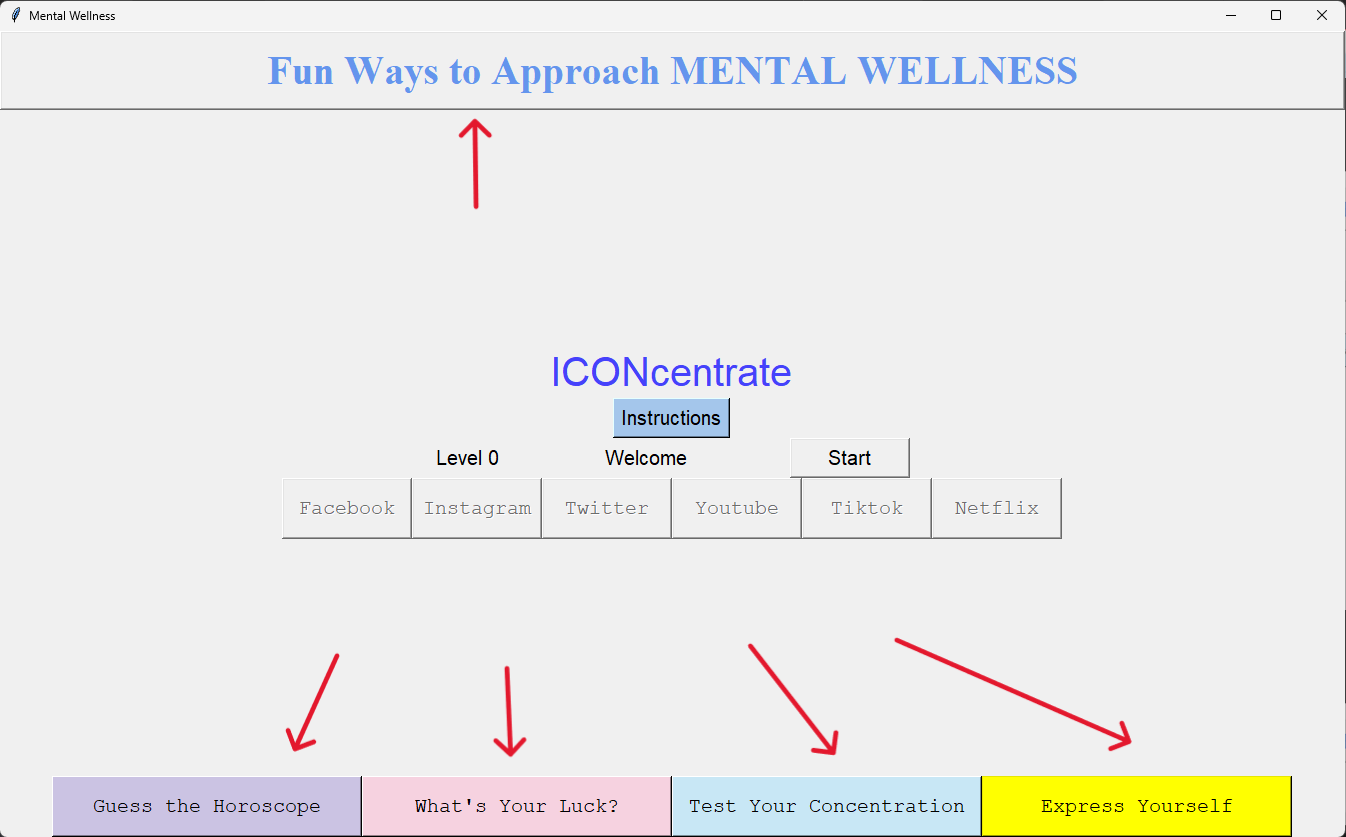 Mental Wellness
Fun Ways to Approach MENTAL WELLNESS
ICONcentrate
Instructions
Level 0 Welcome Start
Facebook Instagram Twitter Youtube Tiktok Netflix
Guess the Horoscope What's Your Luck? Test Your Concentration Express Yourself